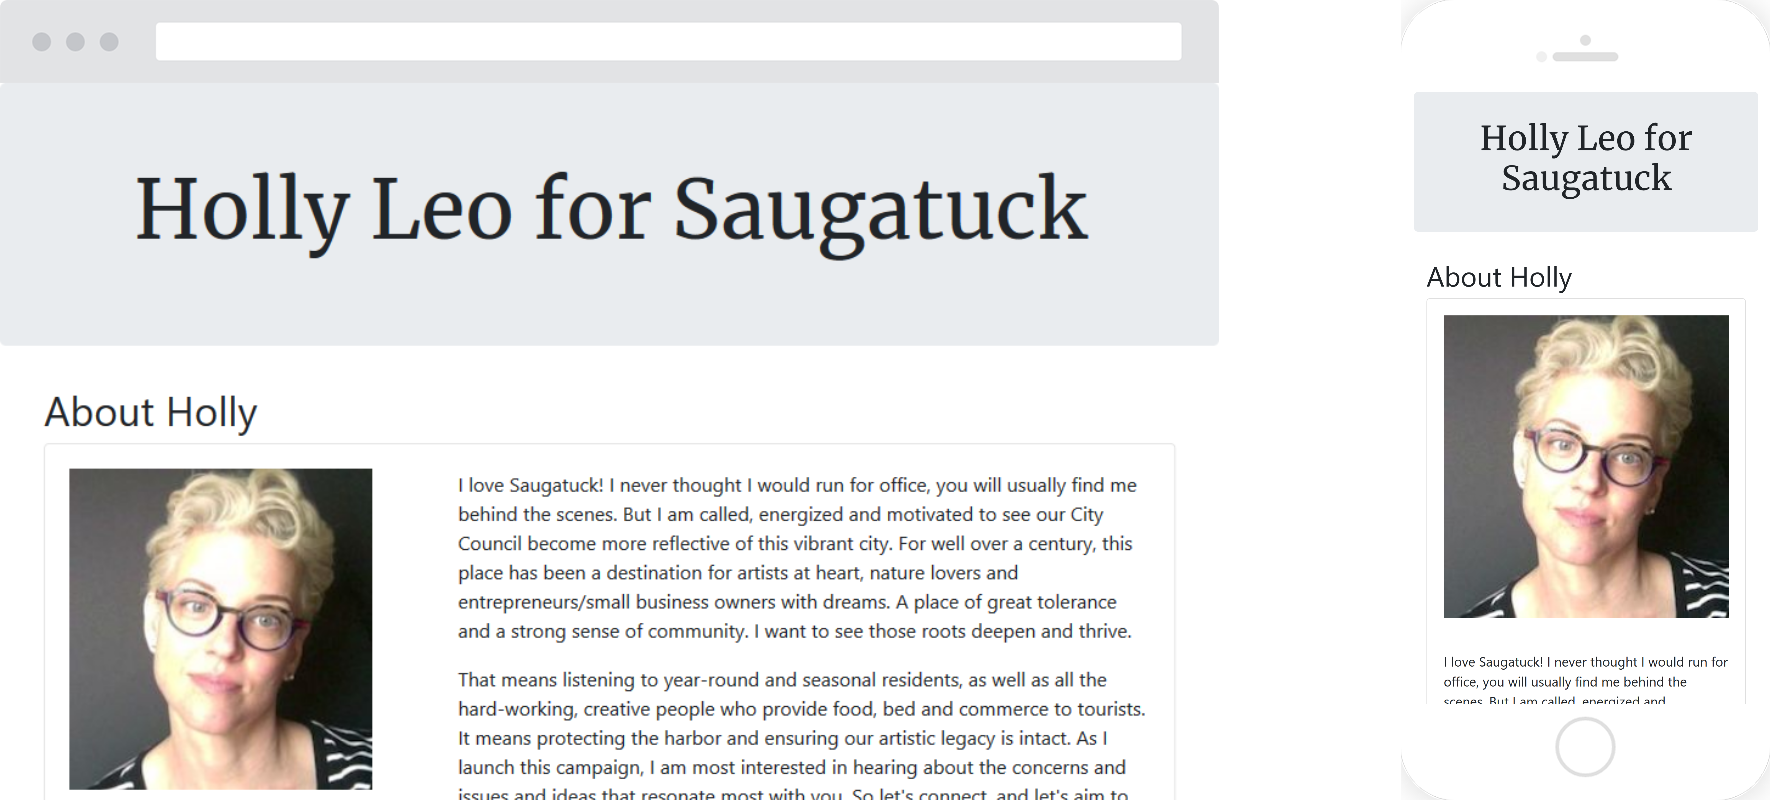 Holly Leo for Saugatuck
About Holly
I love Saugatuck! I never thought I would run for office, you will usually find me
behind the scenes. But I am called, energized and motivated to see our City
Council become more reflective of this vibrant city. For well over a century, this
place has been a destination for artists at heart, nature lovers and
entrepreneurs/small business owners with dreams. A place of great tolerance
and a strong sense of community. I want to see those roots deepen and thrive.
That means listening to year-round and seasonal residents, as well as all the
hard-working, creative people who provide food, bed and commerce to tourists.
It means protecting the harbor and ensuring our artistic legacy is intact. As I
launch this campaign, I am most interested in hearing about the concerns and
issues and ideas that resonate most with you. So let's connect, and let's aim to
Holly Leo for
Saugatuck
About Holly
I love Saugatuck! I never thought I would run for
office, you will usually find me behind the
scenes. But I am called, energized and